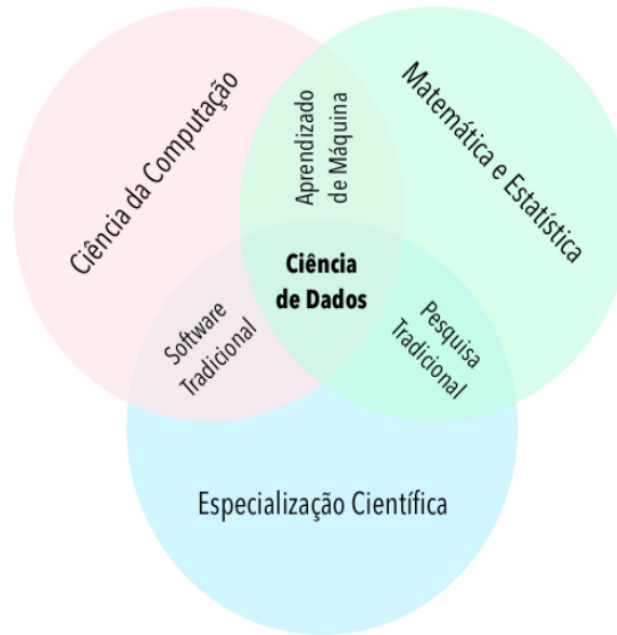 Ciência da Computação
Aprendizado
de Máquina
Matemática e Estatística
Ciência
de Dados
Software
Tradicional
Pesquisa
Tradicional
Especialização Científica